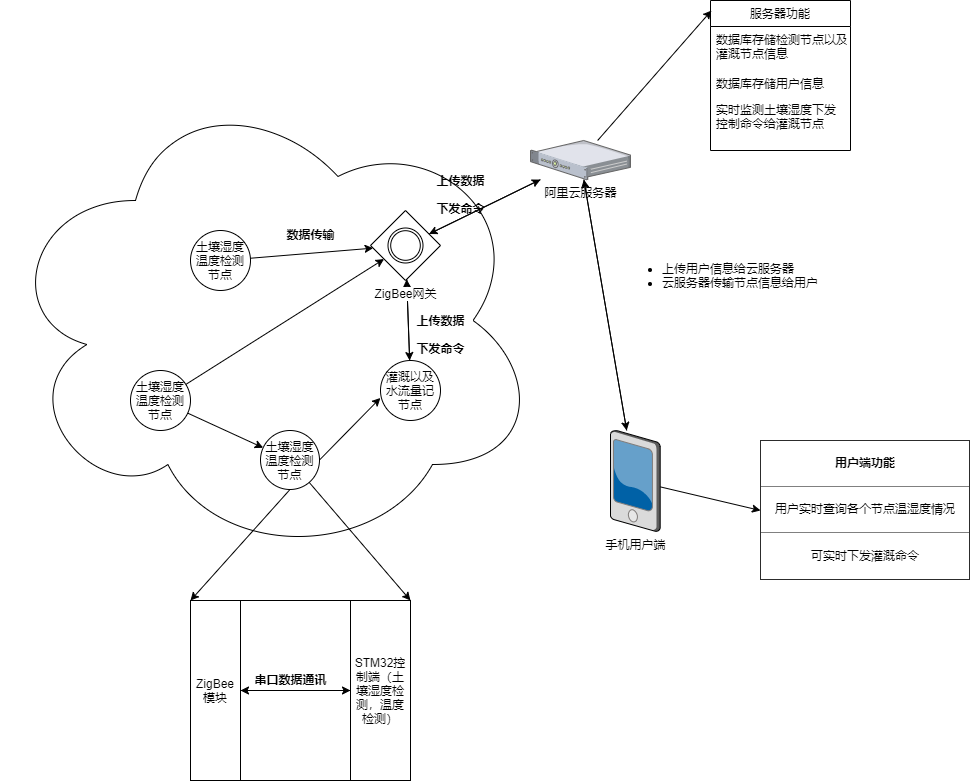 服务器功能
数据库存储检测节点以及
灌溉节点信息
数据库存储用户信息
实时监测土壤湿度下发
控制命令给灌溉节点
上传数据
下发命令
阿里云服务器
数据传输
土壤湿度
温度检测
节点
ZigBee网关
上传用户信息给云服务器
云服务器传输节点信息给用户
上传数据
下发命令
土壤湿度
温度检测
节点
灌溉以及
水流量记
节点
土壤湿度
温度检测
节点
手机用户端
用户端功能
用户实时查询各个节点温湿度情况
可实时下发灌溉命令
ZigBee
模块
串口数据通讯
STM32控
制端（土
壤湿度检
测，温度
检测）